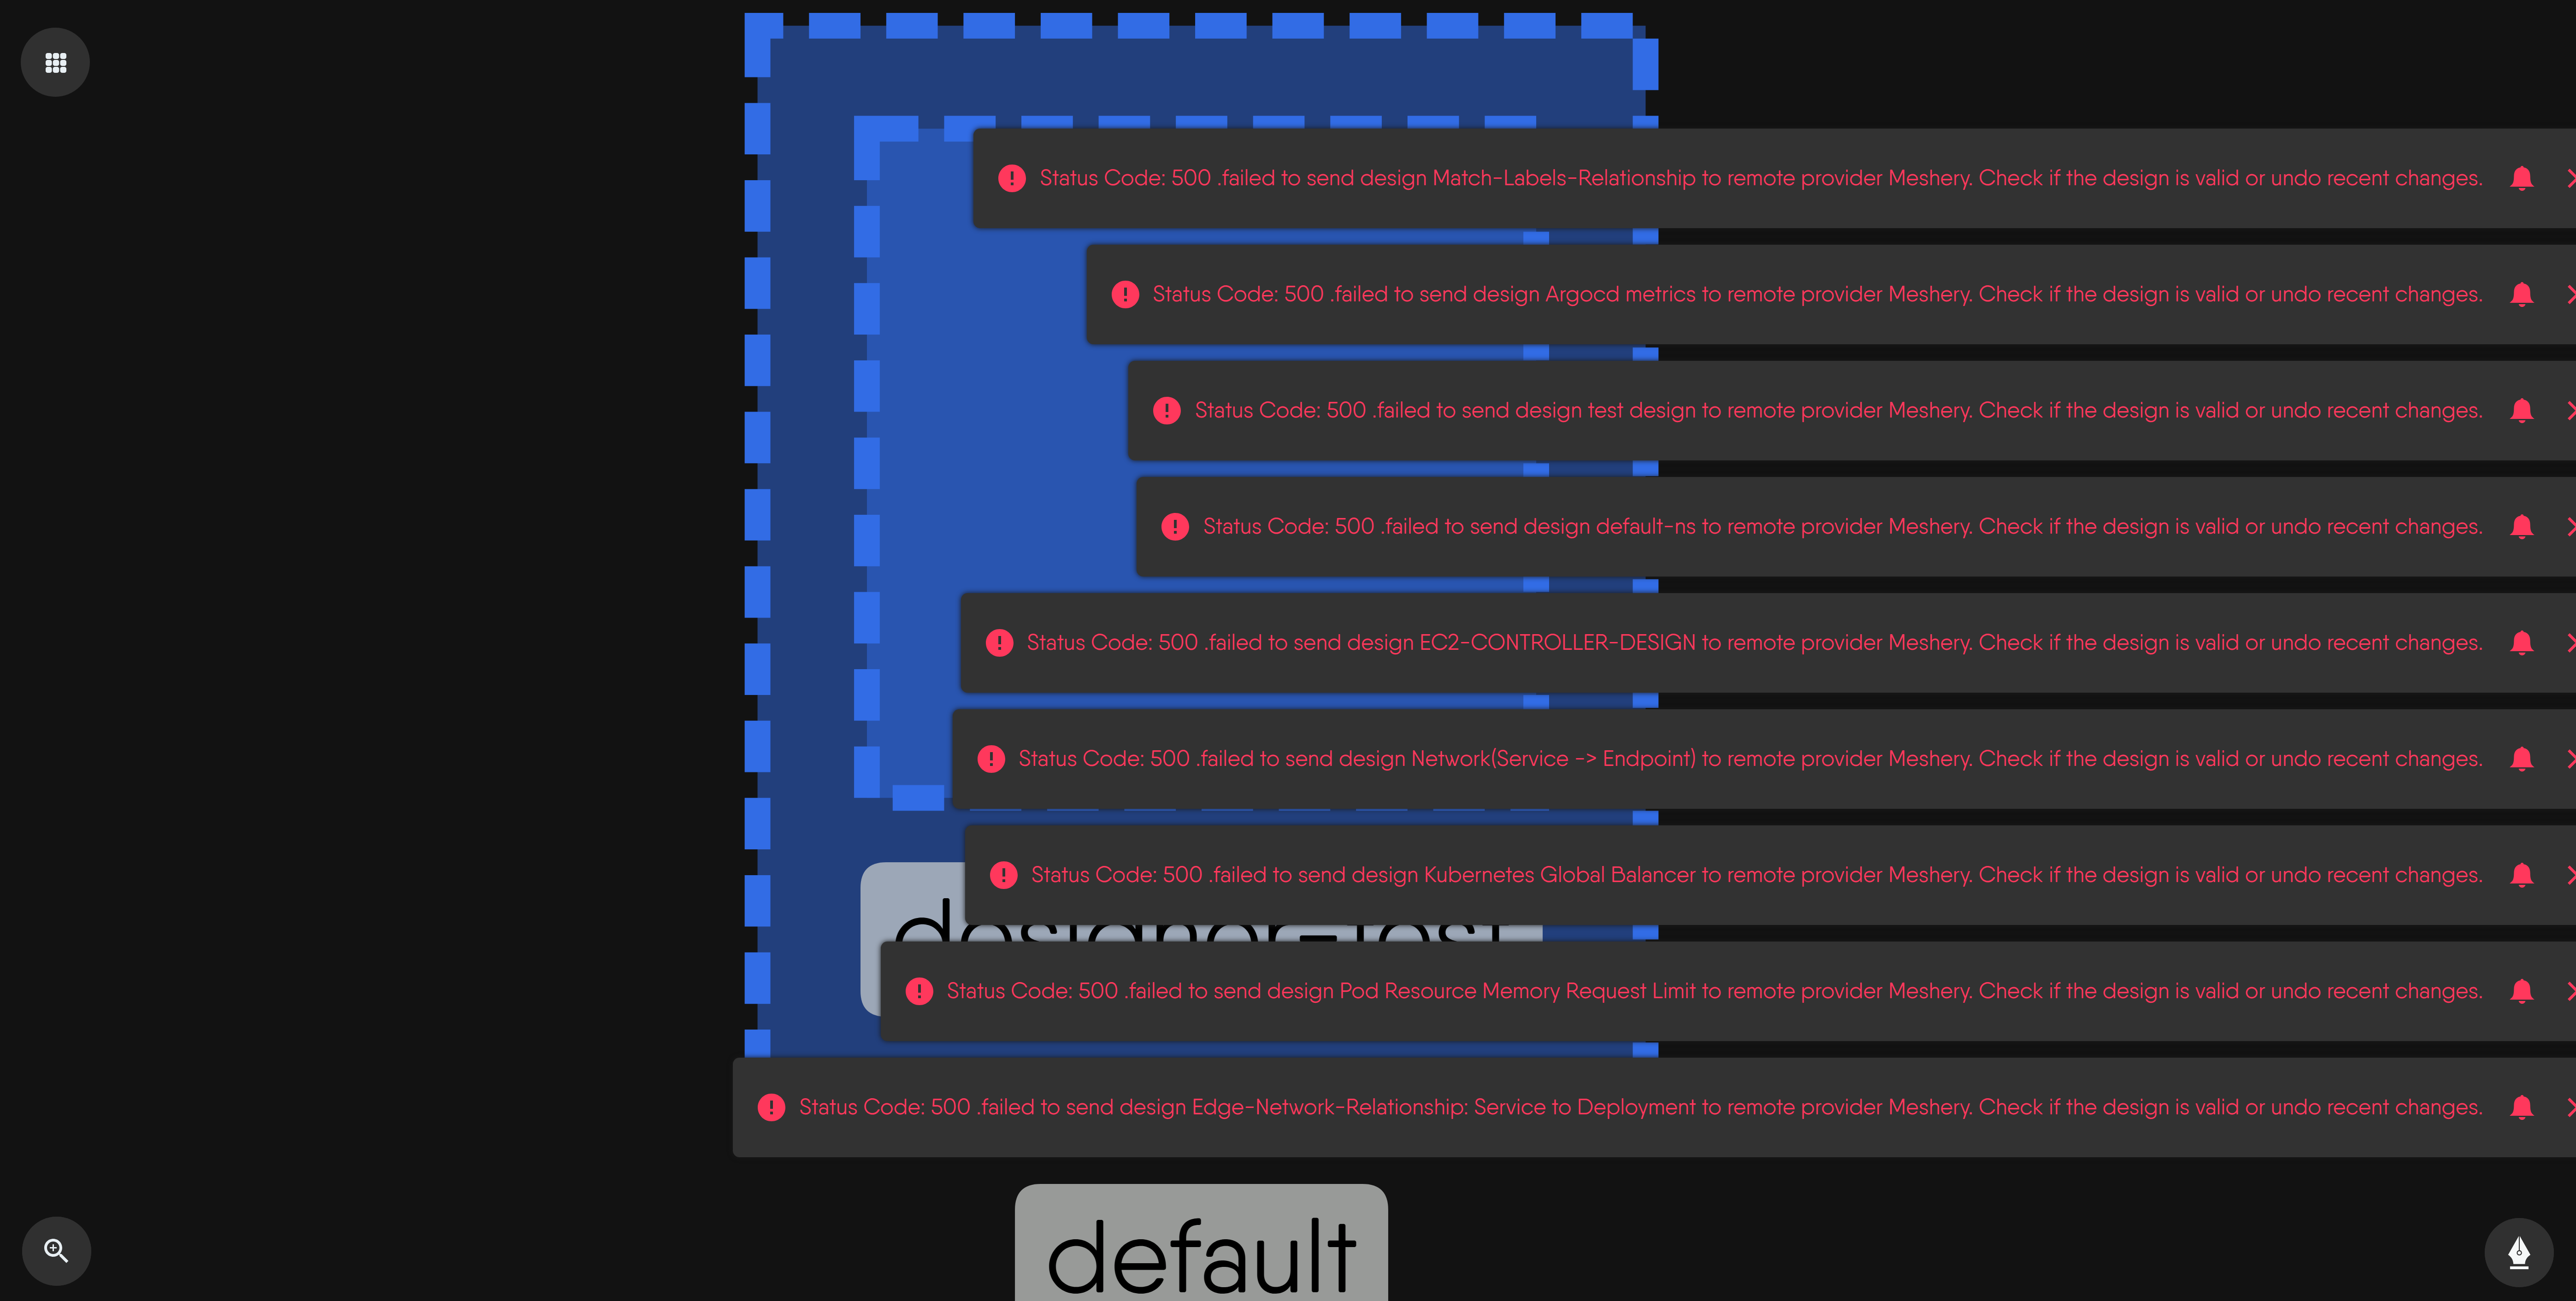 Status Code: 500 .failed to send design Match-Labels-Relationship to remote provider Meshery. Check if the design is valid or undo recent changes.
Status Code: 500 .failed to send design Argocd metrics to remote provider Meshery. Check if the design is valid or undo recent changes.
Status Code: 500 .failed to send design test design to remote provider Meshery. Check if the design is valid or undo recent changes.
Status Code: 500 .failed to send design default-ns to remote provider Meshery. Check if the design is valid or undo recent changes.
Status Code: 500 .failed to send design EC2-CONTROLLER-DESIGN to remote provider Meshery. Check if the design is valid or undo recent changes.
Status Code: 500 .failed to send design Network(Service -> Endpoint) to remote provider Meshery. Check if the design is valid or undo recent changes.
Status Code: 500 .failed to send design Kubernetes Global Balancer to remote provider Meshery. Check if the design is valid or undo recent changes.
designer-test
Status Code: 500 .failed to send design Pod Resource Memory Request Limit to remote provider Meshery. Check if the design is valid or undo recent changes.
Status Code: 500 .failed to send design Edge-Network-Relationship: Service to Deployment to remote provider Meshery. Check if the design is valid or undo recent changes.
default